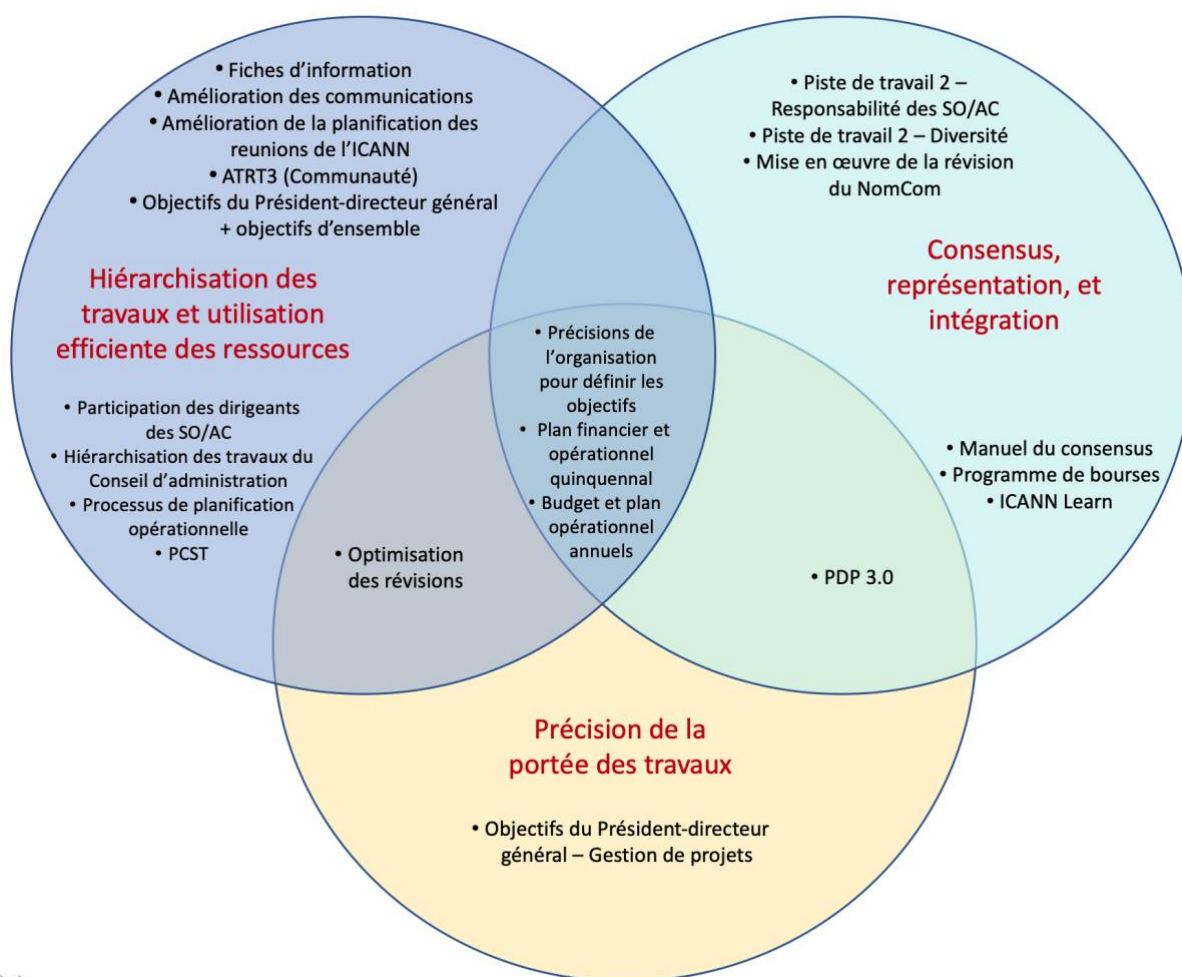 • Fiches d’information
• Amélioration des communications
• Amélioration de la planification des
reunions de l’ICANN
• ATRT3 (Communauté)
• Objectifs du Président-directeur général
+ objectifs d’ensemble
Hiérarchisation des
travaux et utilisation
efficiente des ressources
• Participation des dirigeants
des SO/AC
• Hiérarchisation des travaux du
Conseil d’administration
• Processus de planification
opérationnelle
• PCST
• Piste de travail 2 –
Responsabilité des SO/AC
• Piste de travail 2 – Diversité
• Mise en œuvre de la révision
du NomCom
Consensus,
représentation, et
intégration
• Manuel du consensus
• Programme de bourses
• ICANN Learn
• Précisions de
l’organisation
pour définir les
objectifs
• Plan financier et
opérationnel
quinquennal
• Budget et plan
opérationnel
annuels
• Optimisation
des révisions
• PDP 3.0
Précision de la
portée des travaux
• Objectifs du Président-directeur
général – Gestion de projets